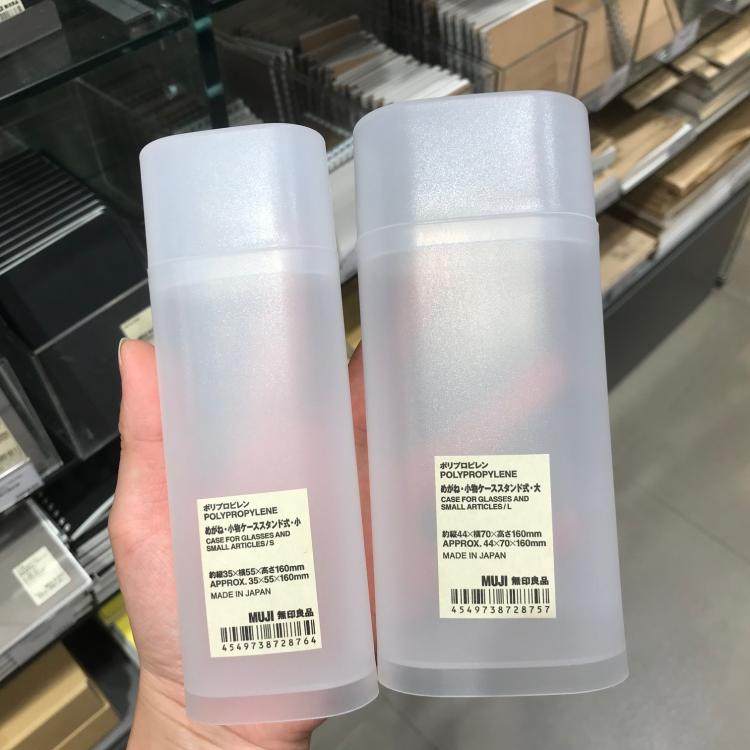 ポリプロピレン
POLYPROPYLENE
めがね・小物ケーススタンド式・小
CASE FOR GLASSES AND
SMALL ARTICLES/S
約縦35×横55×高さ160mm
APPROX. 35×55×160mm
MADE IN JAPAN
MUJI 無印良品
4549738728764
ポリプロピレン
POLYPROPYLENE
めがね・小物ケーススタンド式・大
CASE FOR GLASSES AND
SMALL ARTICLES/L
約縦44×横70×高さ160mm
APPROX. 44×70×160mm
MADE IN JAPAN
MUJI 無印良品
4549738728757